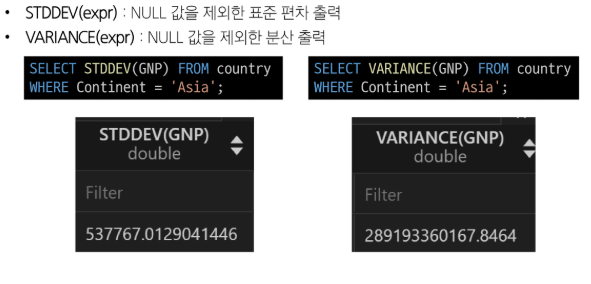 • STDDEV(expr) : NULL 값을 제외한 표준 편차 출력
• VARIANCE(expr) : NULL 값을 제외한 분산 출력
SELECT STDDEV(GNP) FROM country
WHERE Continent = 'Asia';
SELECT VARIANCE(GNP) FROM country
WHERE Continent = 'Asia';
STDDEV(GNP)
double
Filter
537767.0129041446
VARIANCE(GNP)
double
Filter
289193360167.8464